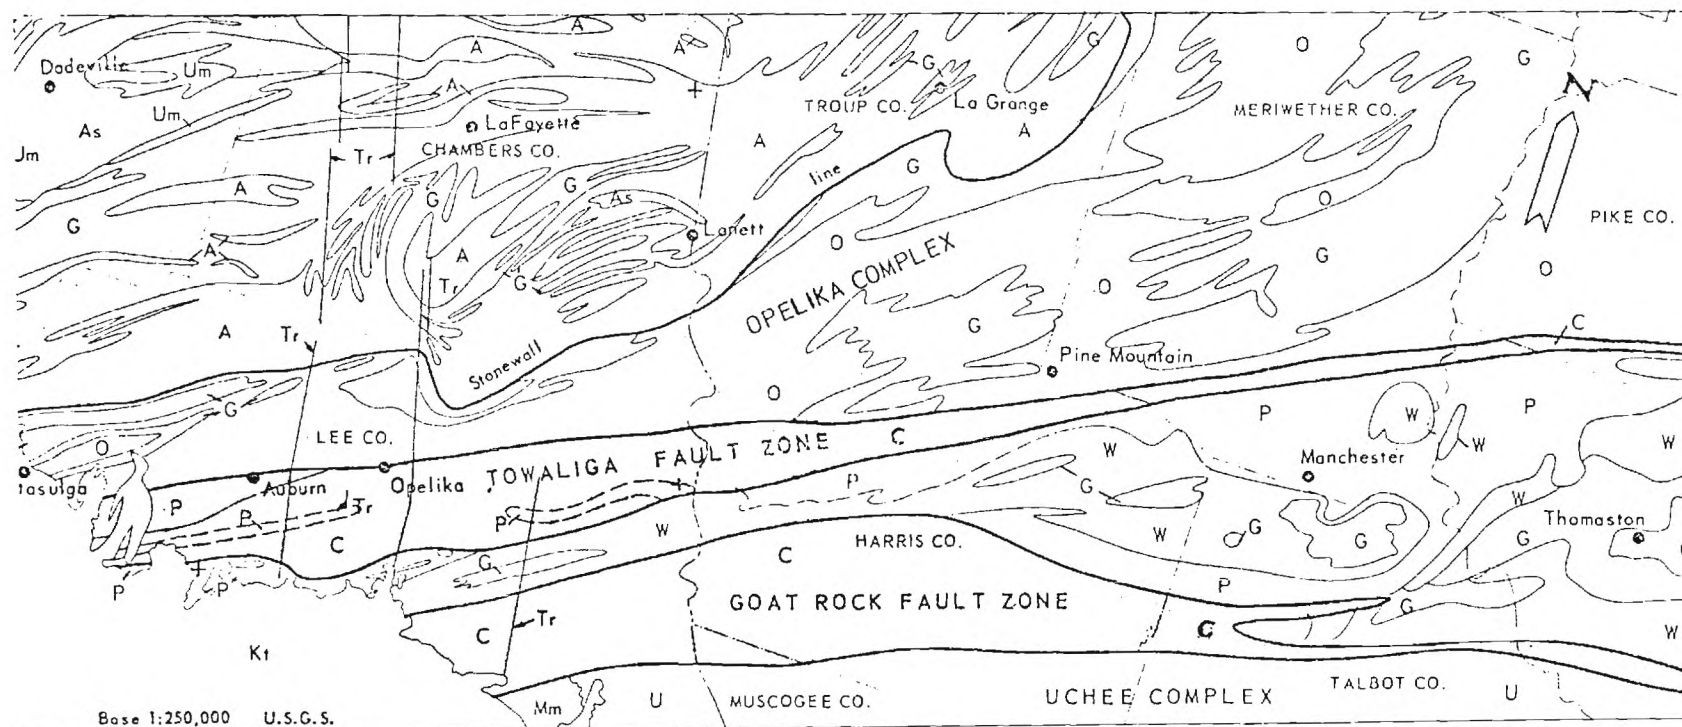 A
A
A
G
O
G
N
Dadeville
Um
A
G
La Grange
TROUP CO.
MERIWETHER CO.
As
Um
LaFayette
A
A
Jm
CHAMBERS CO.
Tr
line
G
A
G
G
As
O
PIKE CO.
G
A
Lanett
O
A
Tr
G
OPELIKA COMPLEX
O
G
O
A
Tr
G
C
Stonewall
Pine Mountain
O
G
P
W
P
O
LEE CO.
TOWALIGA FAULT ZONE
C
W
W
W
tasulga
Auburn
Opelika
P
G
Manchester
P
P
Tr
P
W
W
G
G
W
Thomaston
G
C
G
C
HARRIS CO.
P
P
P
GOAT ROCK FAULT ZONE
G
C
Tr
C
W
Kt
Mm
U
MUSCOGEE CO.
UCHEE COMPLEX
TALBOT CO.
U
Base 1:250,000 U.S.G.S.